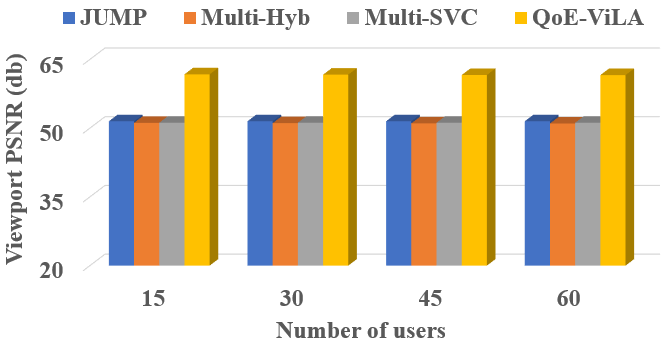 JUMP Multi-Hyb Multi-SVC QoE-ViLA
Viewport PSNR (db)
65
50
35
20
15 30 45 60
Number of users